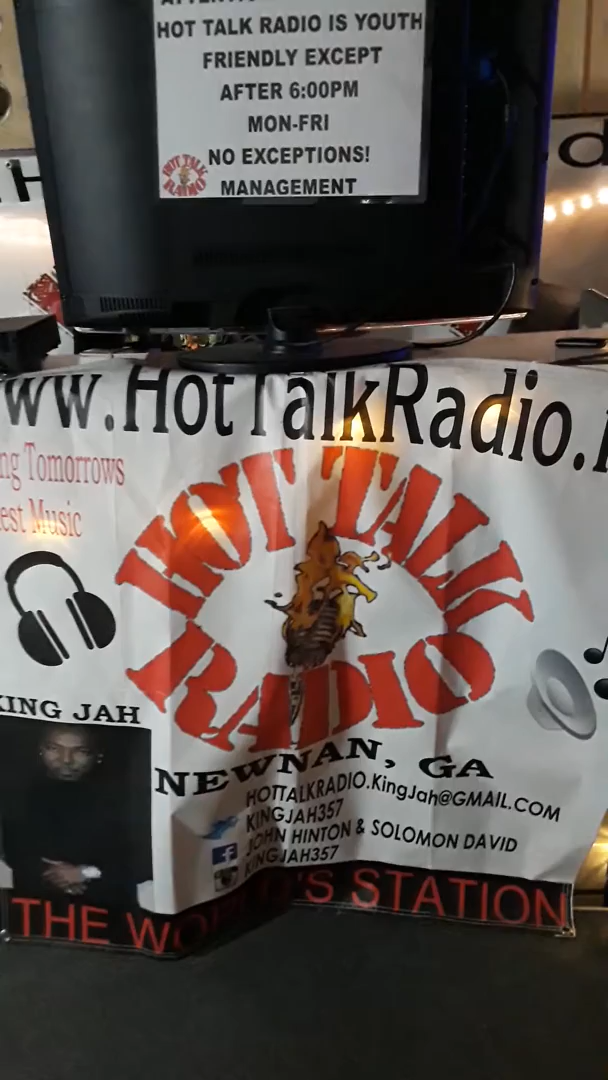 HOT TALK RADIO IS YOUTH
FRIENDLY EXCEPT
AFTER 6:00PM
MON-FRI
NO EXCEPTIONS!
HOT TALK
RADIO
MANAGEMENT
ww.HotTalkRadio.
ng Tomorrows
est Music
HOT TALK
RADIO
KING JAH
NEWNAN, GA
HOTTALKRADIO.KingJah@GMAIL.COM
KINGJAH357
JOHN HINTON & SOLOMON DAVID
KINGJAH357
THE WORLD'S STATION